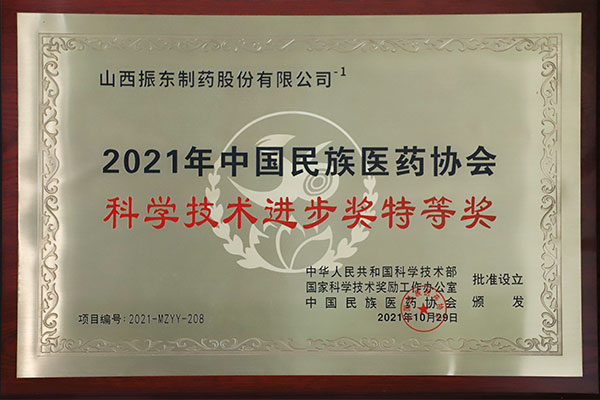 山西振东制药股份有限公司-1
2021年中国民族医药协会
科学技术进步奖特等奖
中华人民共和国科学技术部
国家科学技术奖励工作办公室 批准设立
中国民族医药协会 颁发
2021年10月29日
项目编号：2021-MZYY-208